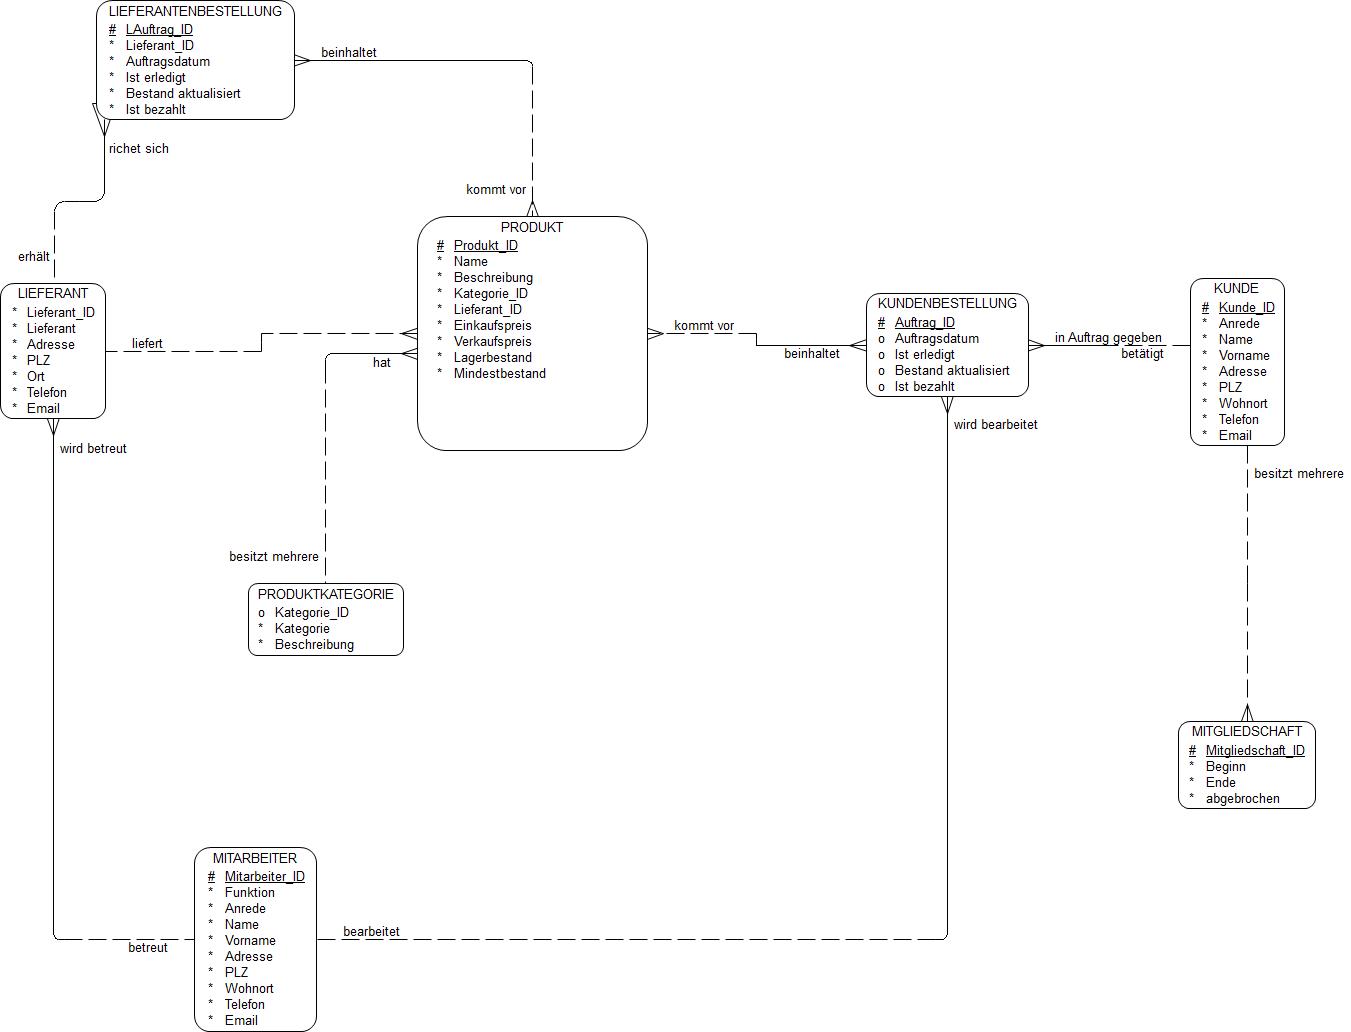 LIEFERANTENBESTELLUNG
# LAuftrag_ID
* Lieferant_ID
* Auftragsdatum
* Ist erledigt
* Bestand aktualisiert
* Ist bezahlt
beinhaltet
richet sich
kommt vor
erhält
PRODUKT
# Produkt_ID
* Name
* Beschreibung
* Kategorie_ID
* Lieferant_ID
* Einkaufspreis
* Verkaufspreis
* Lagerbestand
* Mindestbestand
LIEFERANT
* Lieferant_ID
* Lieferant
* Adresse
* PLZ
* Ort
* Telefon
* Email
liefert
hat
kommt vor
beinhaltet
KUNDENBESTELLUNG
# Auftrag_ID
o Auftragsdatum
o Ist erledigt
o Bestand aktualisiert
o Ist bezahlt
in Auftrag gegeben
betätigt
KUNDE
# Kunde_ID
* Anrede
* Name
* Vorname
* Adresse
* PLZ
* Wohnort
* Telefon
* Email
wird betreut
wird bearbeitet
besitzt mehrere
besitzt mehrere
PRODUKTKATEGORIE
o Kategorie_ID
* Kategorie
* Beschreibung
MITGLIEDSCHAFT
# Mitgliedschaft_ID
* Beginn
* Ende
* abgebrochen
MITARBEITER
# Mitarbeiter_ID
* Funktion
* Anrede
* Name
* Vorname
* Adresse
* PLZ
* Wohnort
* Telefon
* Email
betreut
bearbeitet